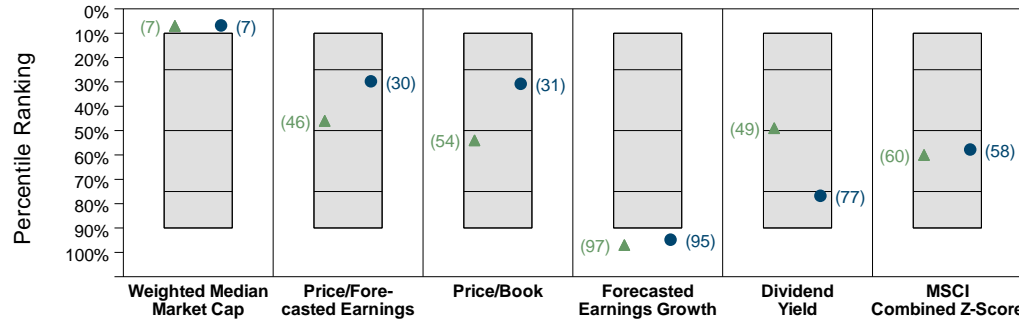 Percentile Ranking
0%
10%
20%
30%
40%
50%
60%
70%
80%
90%
100%
(7) (7)
(46) (30)
(54) (31)
(97) (95)
(49) (77)
(60) (58)
Weighted Median
Market Cap
Price/Fore-
casted Earnings
Price/Book
Forecasted
Earnings Growth
Dividend
Yield
MSCI
Combined Z-Score